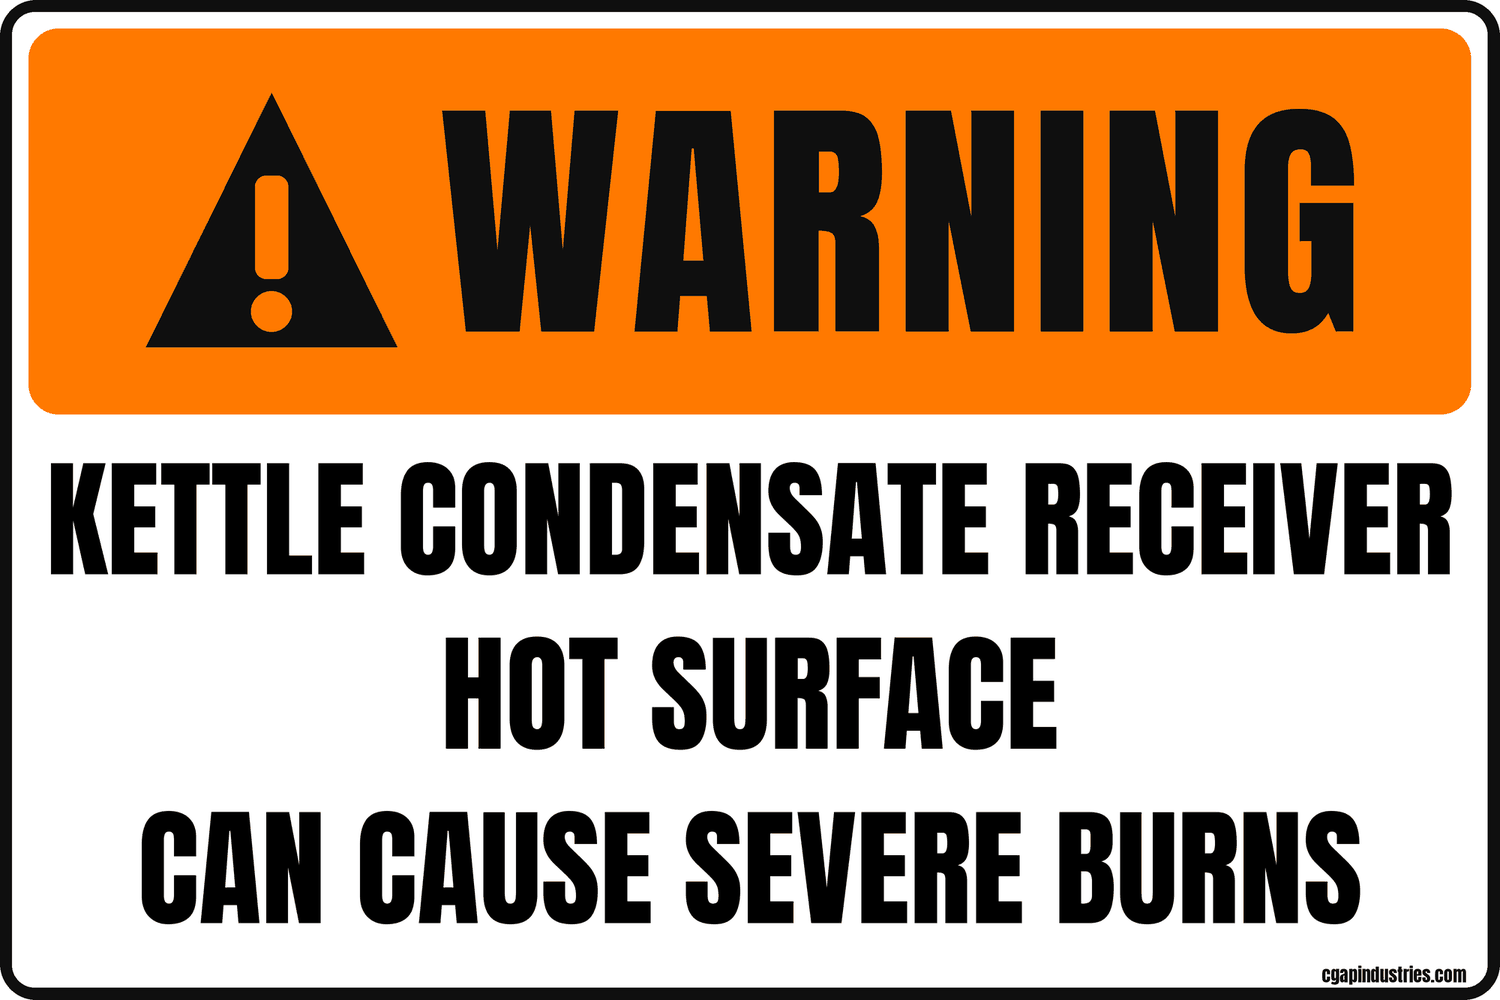 WARNING
KETTLE CONDENSATE RECEIVER
HOT SURFACE
CAN CAUSE SEVERE BURNS
cgapindustries.com